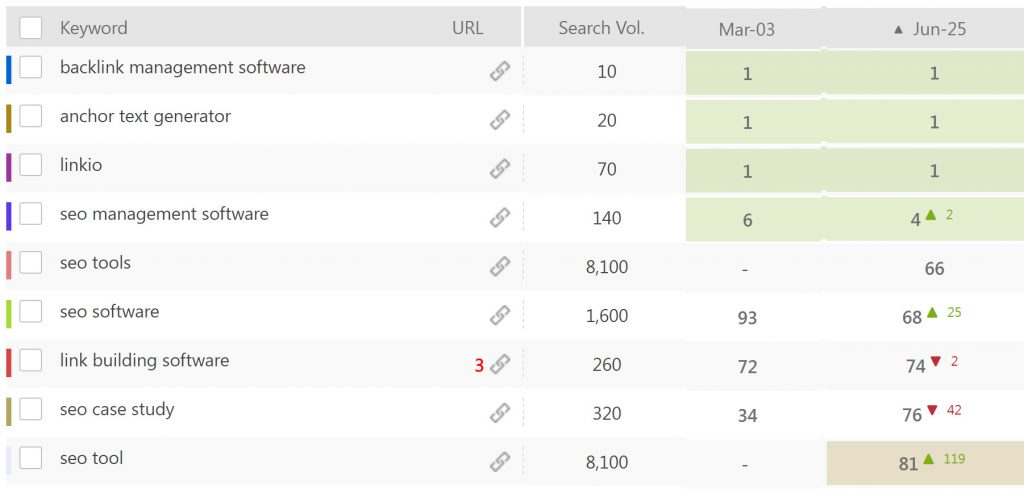 Keyword URL Search Vol. Mar-03 ▲ Jun-25
backlink management software 10 1 1
anchor text generator 20 1 1
linkio 70 1 1
seo management software 140 6 4 ▲ 2
seo tools 8,100 - 66
seo software 1,600 93 68 ▲ 25
link building software 3 260 72 74 ▼ 2
seo case study 320 34 76 ▼ 42
seo tool 8,100 - 81 ▲ 119